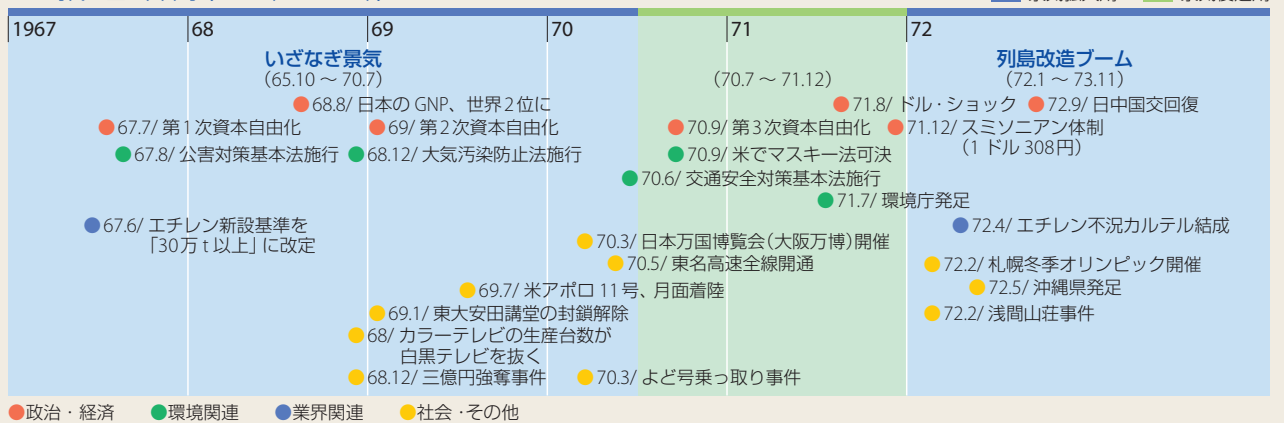 1967
68
69
70
71
72
いざなぎ景気
(65.10 ～ 70.7)
(70.7 ～ 71.12)
列島改造ブーム
(72.1 ～ 73.11)
68.8/ 日本の GNP、世界2位に
71.8/ ドル・ショック
72.9/ 日中国交回復
67.7/ 第1次資本自由化
69/ 第2次資本自由化
70.9/ 第3次資本自由化
71.12/ スミソニアン体制
(1 ドル 308円)
67.8/ 公害対策基本法施行
68.12/ 大気汚染防止法施行
70.9/ 米でマスキー法可決
70.6/ 交通安全対策基本法施行
71.7/ 環境庁発足
67.6/ エチレン新設基準を
「30万 t 以上」に改定
72.4/ エチレン不況カルテル結成
70.3/ 日本万国博覧会(大阪万博)開催
70.5/ 東名高速全線開通
72.2/ 札幌冬季オリンピック開催
69.7/ 米アポロ 11 号、月面着陸
72.5/ 沖縄県発足
69.1/ 東大安田講堂の封鎖解除
72.2/ 浅間山荘事件
68/ カラーテレビの生産台数が
白黒テレビを抜く
68.12/ 三億円強奪事件
70.3/ よど号乗っ取り事件
政治・経済
環境関連
業界関連
社会・その他